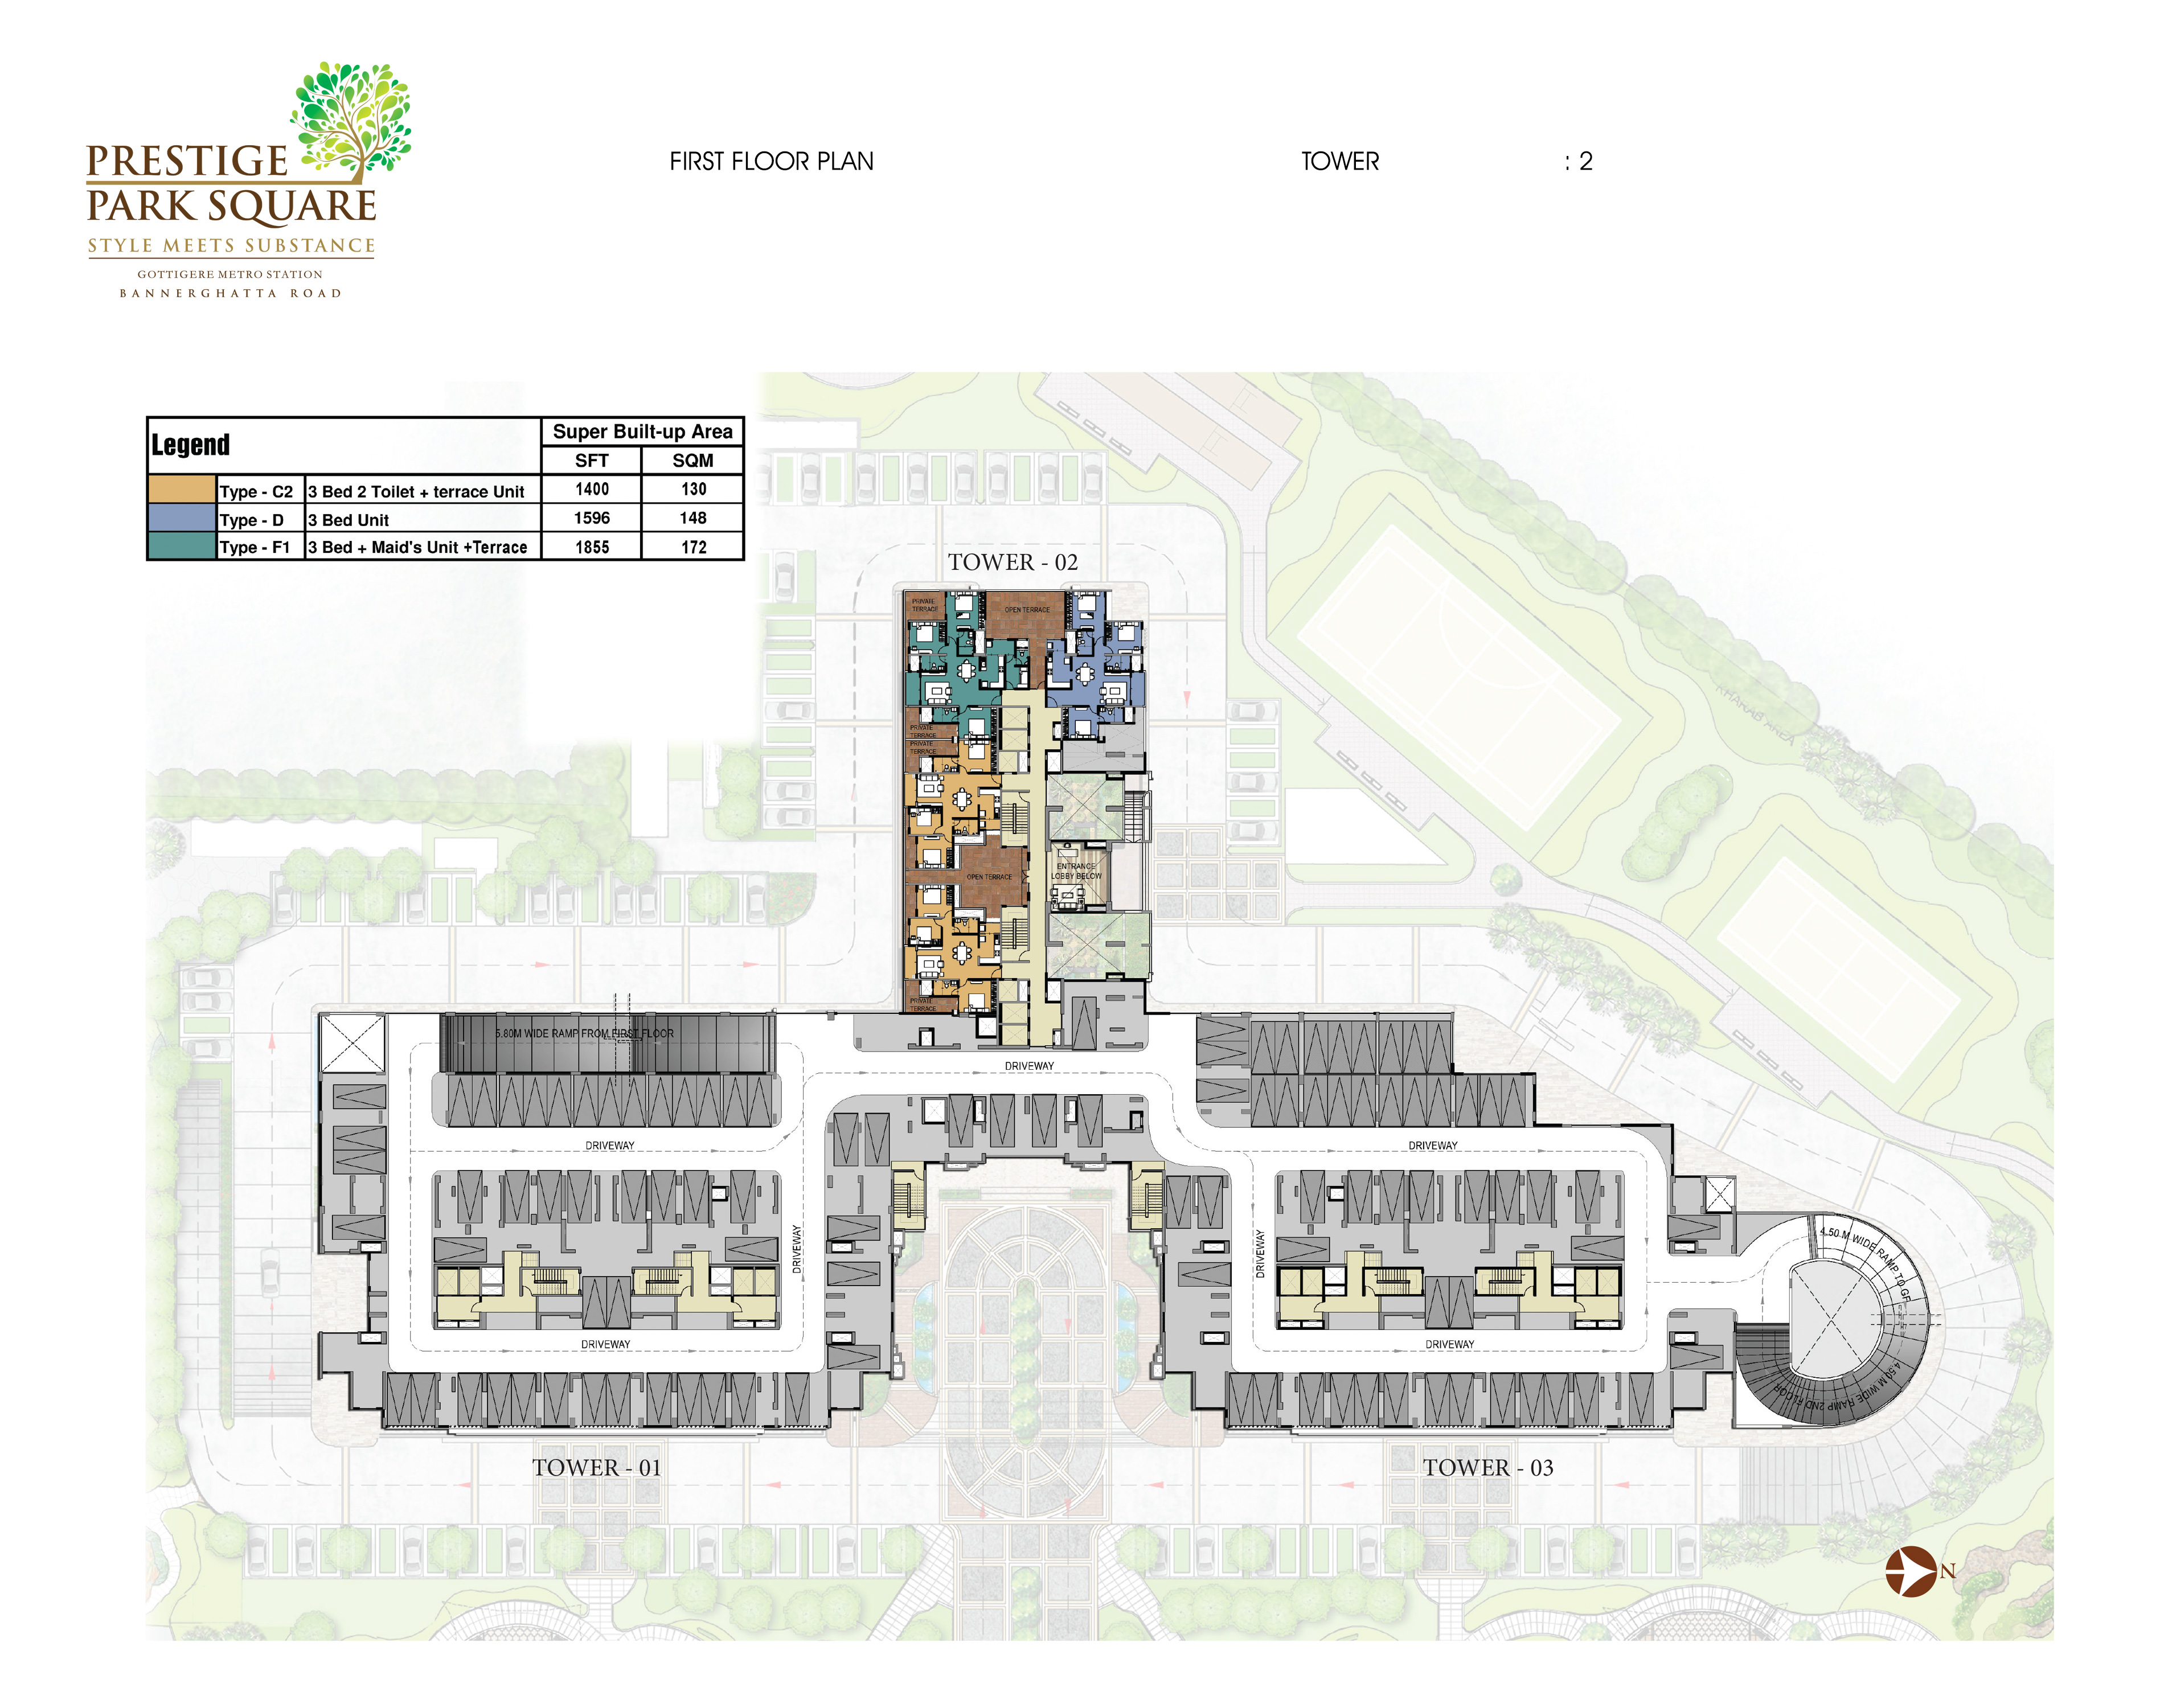 PRESTIGE
PARK SQUARE
STYLE MEETS SUBSTANCE
GOTTIGERE METRO STATION
BANNERGHATTA ROAD
FIRST FLOOR PLAN
TOWER : 2
Legend
Super Built-up Area
SFT SQM
Type - C2 3 Bed 2 Toilet + terrace Unit 1400 130
Type - D 3 Bed Unit 1596 148
Type - F1 3 Bed + Maid's Unit +Terrace 1855 172
TOWER - 02
PRIVATE
TERRACE
OPEN TERRACE
KHARAB AREA
PRIVATE
TERRACE
PRIVATE
TERRACE
ENTRANCE
LOBBY BELOW
OPEN TERRACE
PRIVATE
TERRACE
5.80M WIDE RAMP FROM FIRST FLOOR
DRIVEWAY
DRIVEWAY
DRIVEWAY
DRIVEWAY
DRIVEWAY
4.50 M WIDE RAMP TO GF
DRIVEWAY
DRIVEWAY
4.50 M WIDE RAMP 2ND FLOOR
TOWER - 01
TOWER - 03
N